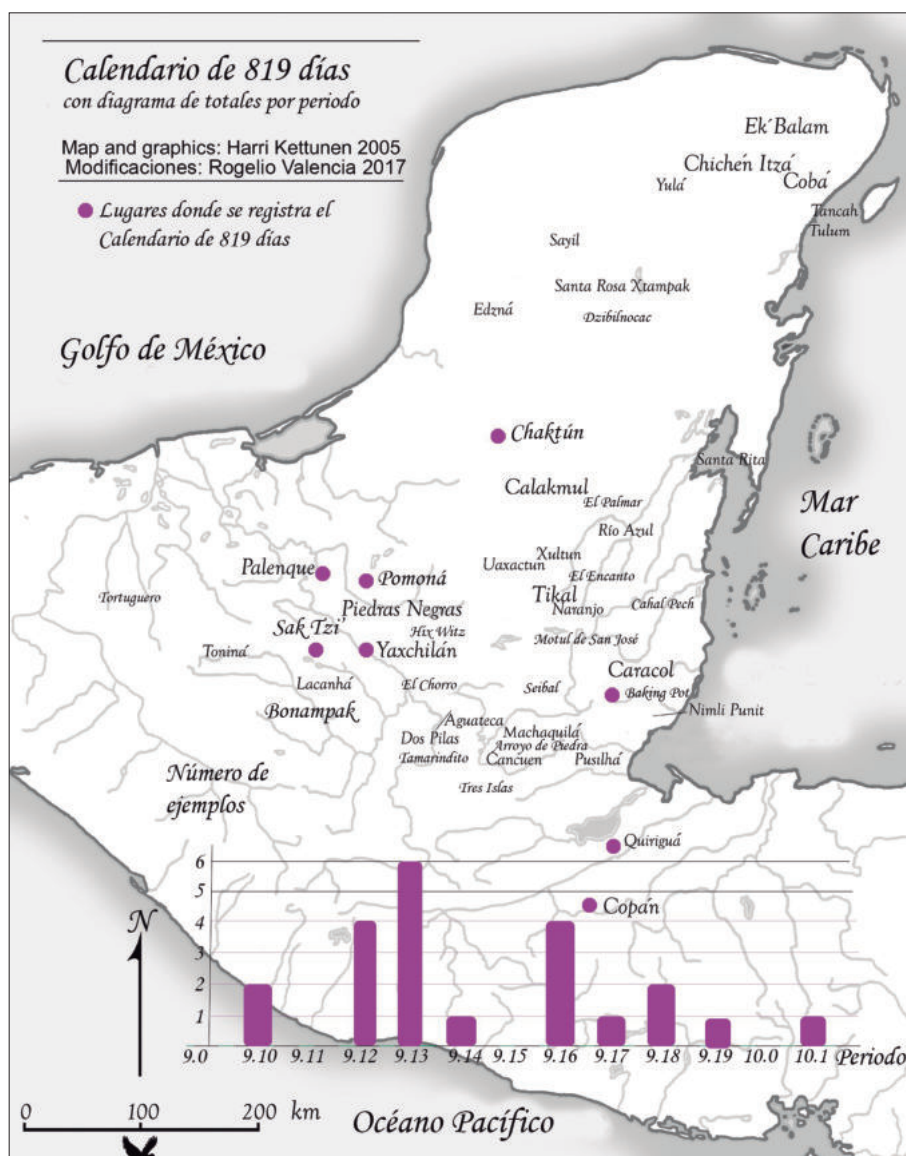 Calendario de 819 días
con diagrama de totales por periodo
Map and graphics: Harri Kettunen 2005
Modificaciones: Rogelio Valencia 2017
Lugares donde se registra el
Calendario de 819 días
Ek' Balam
Chichén Itzá
Yulá
Cobá
Tancah
Tulum
Sayil
Santa Rosa Xtampak
Edzná
Dzibilnocac
Golfo de México
Chaktún
Santa Rita
Calakmul
El Palmar
Mar
Caribe
Río Azul
Xultun
Uaxactun
Palenque
Pomoná
El Encanto
Tikal
Tortuguero
Piedras Negras
Naranjo
Cahal Pech
Sak Tzi'
Hix Witz
Motul de San José
Toniná
Yaxchilán
Caracol
Lacanhá
El Chorro
Seibal
Baking Pot
Bonampak
Nimli Punit
Aguateca
Machaquilá
Dos Pilas
Arroyo de Piedra
Tamarindito
Cancuen
Pusilhá
Número de
ejemplos
Tres Islas
Quiriguá
6
5
Copán
4
3
2
1
N
9.0 9.10 9.11 9.12 9.13 9.14 9.15 9.16 9.17 9.18 9.19 10.0 10.1 Periodo
0 100 200 km
Océano Pacífico